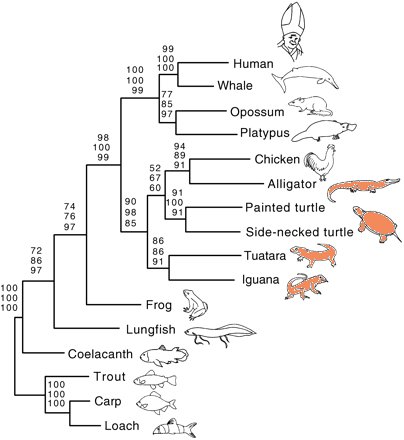 99
100
100
Human
100
100
99
Whale
77
85
97
Opossum
Platypus
98
100
99
94
89
91
Chicken
52
67
60
Alligator
91
100
91
Painted turtle
90
98
85
Side-necked turtle
74
76
97
86
86
91
Tuatara
Iguana
72
86
97
Frog
100
100
100
Lungfish
Coelacanth
Trout
100
100
100
Carp
Loach